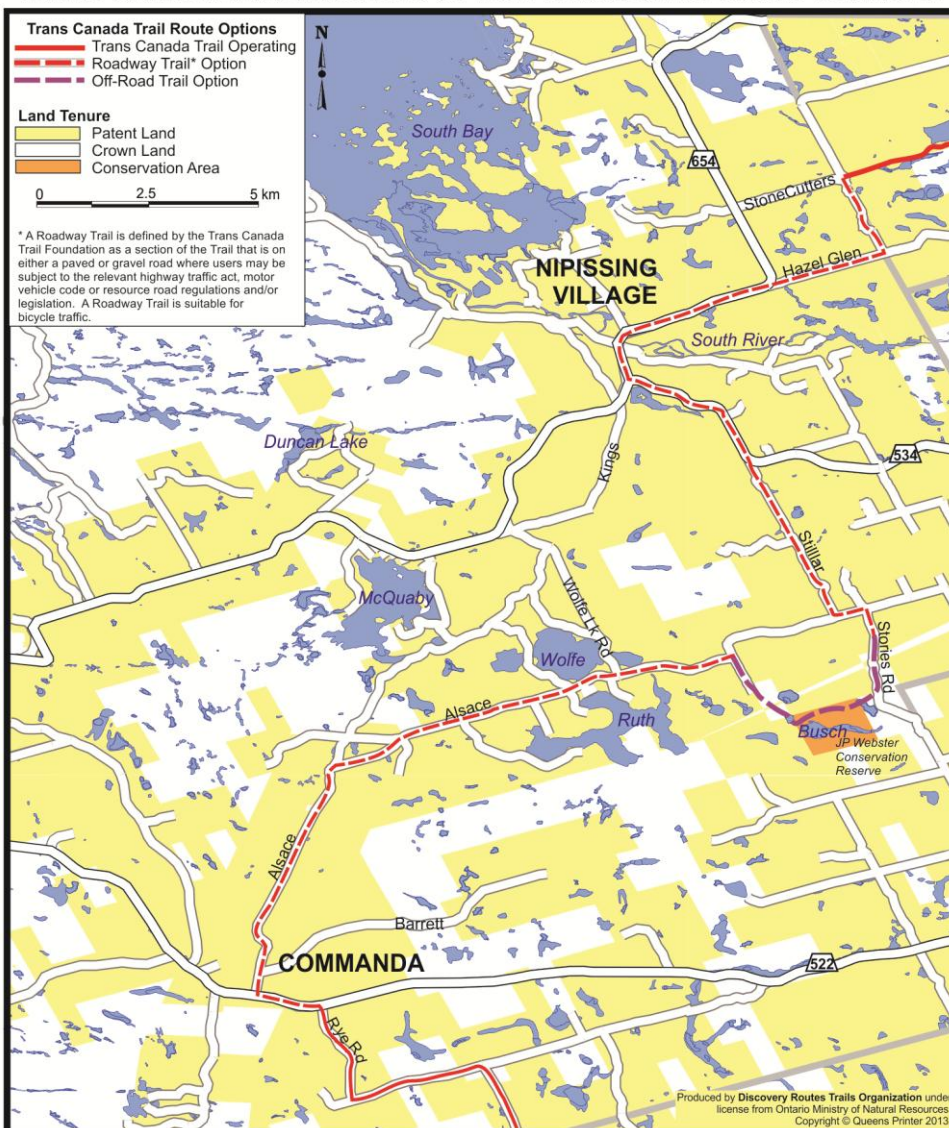 Trans Canada Trail Route Options
Trans Canada Trail Operating
Roadway Trail* Option
Off-Road Trail Option
Land Tenure
Patent Land
Crown Land
Conservation Area
0 2.5 5 km
* A Roadway Trail is defined by the Trans Canada
Trail Foundation as a section of the Trail that is on
either a paved or gravel road where users may be
subject to the relevant highway traffic act, motor
vehicle code or resource road regulations and/or
legislation. A Roadway Trail is suitable for
bicycle traffic.
N
South Bay
654
StoneCutters
NIPISSING
VILLAGE
Hazel Glen
South River
Duncan Lake
Kings
534
Stilllar
McQuaby
Wolfe Lk Rd
Wolfe
Stories Rd
Alsace
Ruth
Busch
JP Webster
Conservation
Reserve
Alsace
Barrett
COMMANDA
522
Rye Rd
Produced by Discovery Routes Trails Organization under
license from Ontario Ministry of Natural Resources
Copyright © Queens Printer 2013